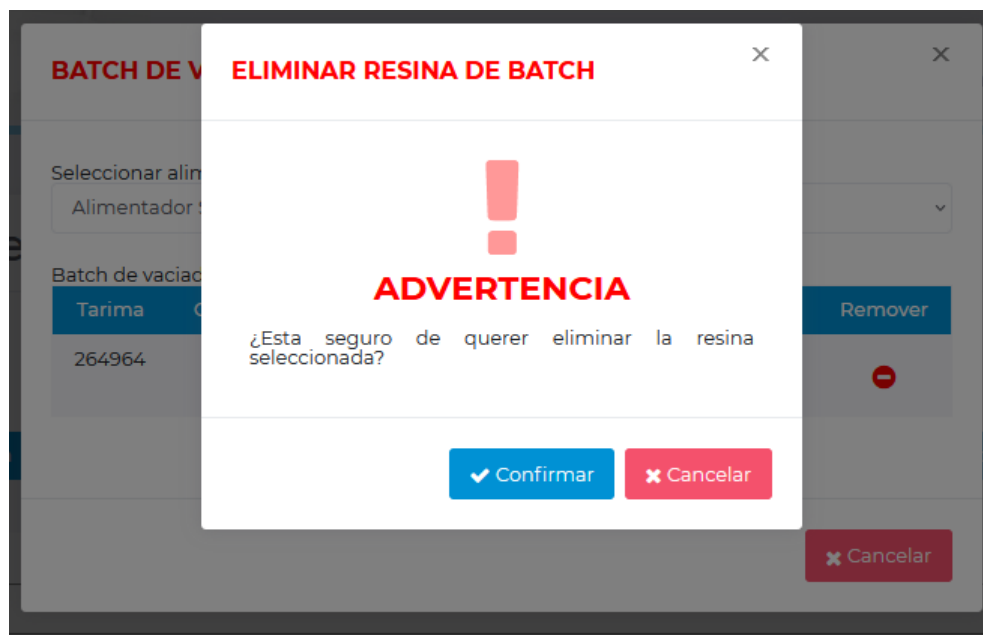 BATCH DE V
ELIMINAR RESINA DE BATCH
Seleccionar alim
Alimentador
Batch de vaciad
Tarima
Remover
264964
ADVERTENCIA
¿Esta seguro de querer eliminar la resina
seleccionada?
Confirmar
Cancelar
Cancelar